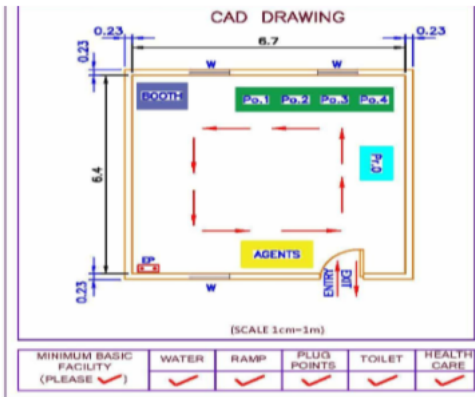 CAD DRAWING
0.23
6.7
0.23
0.23
W
W
BOOTH
Po.1 Po.2 Po.3 Po.4
6.4
Pr.O
EP
AGENTS
0.23
W
ENTRY
EXIT
(SCALE 1cm=1m)
MINIMUM BASIC FACILITY (PLEASE ✓)
WATER
RAMP
PLUG POINTS
TOILET
HEALTH CARE
✓ ✓ ✓ ✓ ✓